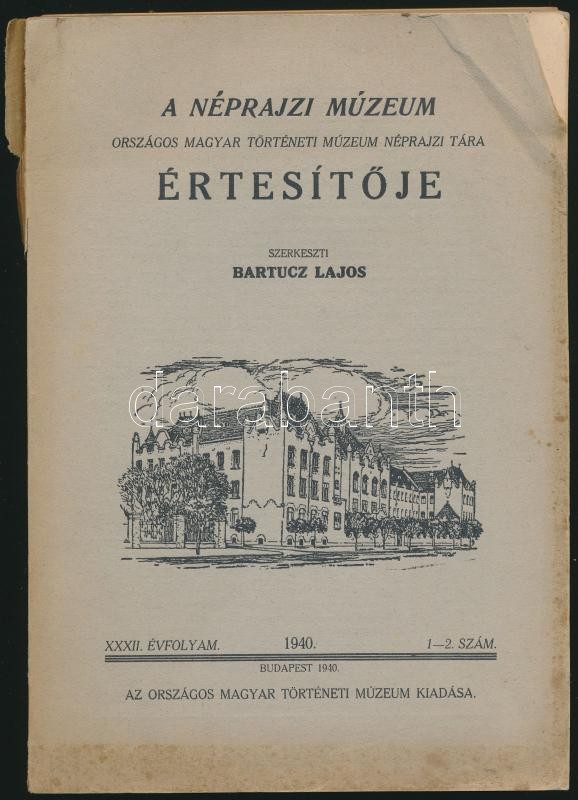 A NÉPRAJZI MÚZEUM
ORSZÁGOS MAGYAR TÖRTÉNETI MÚZEUM NÉPRAJZI TÁRA
ÉRTESÍTŐJE
SZERKESZTI
BARTUCZ LAJOS
darabanth
XXXII. ÉVFOLYAM. 1940. 1—2. SZÁM.
BUDAPEST 1940.
AZ ORSZÁGOS MAGYAR TÖRTÉNETI MÚZEUM KIADÁSA.